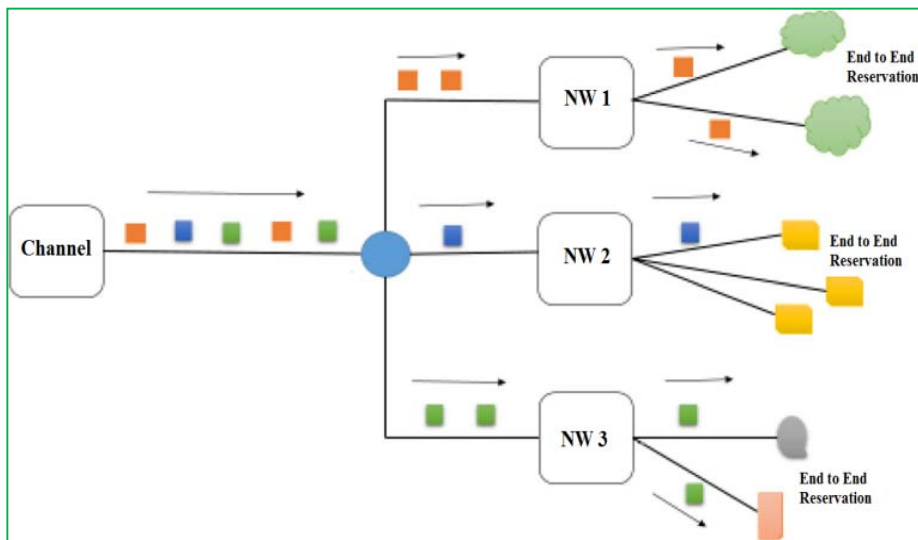 End to End
Reservation
NW 1
Channel
NW 2
End to End
Reservation
NW 3
End to End
Reservation